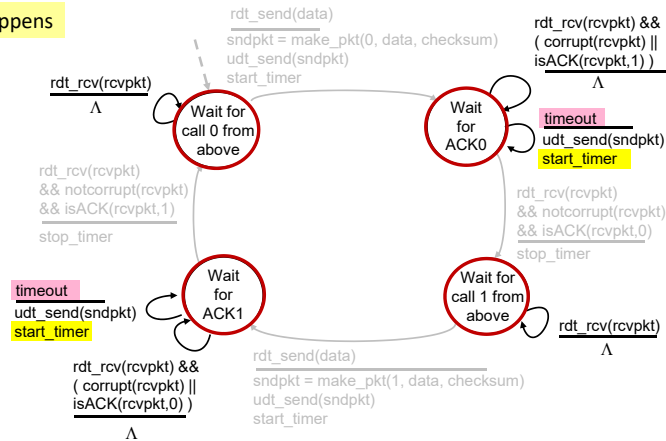 ppens
rdt_send(data)
sndpkt = make_pkt(0, data, checksum)
udt_send(sndpkt)
start_timer
rdt_rcv(rcvpkt) &&
( corrupt(rcvpkt) ||
isACK(rcvpkt,1) )
Λ
rdt_rcv(rcvpkt)
Λ
Wait for
call 0 from
above
Wait
for
ACK0
timeout
udt_send(sndpkt)
start_timer
rdt_rcv(rcvpkt)
&& notcorrupt(rcvpkt)
&& isACK(rcvpkt,1)
stop_timer
rdt_rcv(rcvpkt)
&& notcorrupt(rcvpkt)
&& isACK(rcvpkt,0)
stop_timer
timeout
udt_send(sndpkt)
start_timer
Wait
for
ACK1
Wait for
call 1 from
above
rdt_rcv(rcvpkt)
Λ
rdt_rcv(rcvpkt) &&
( corrupt(rcvpkt) ||
isACK(rcvpkt,0) )
Λ
rdt_send(data)
sndpkt = make_pkt(1, data, checksum)
udt_send(sndpkt)
start_timer